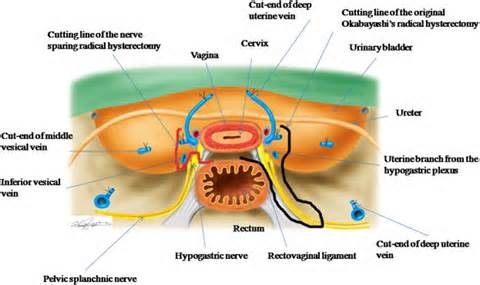 Cut-end of deep
uterine vein
Cutting line of the original
Okabayashi's radical hysterectomy
Cutting line of the nerve
sparing radical hysterectomy
Cervix
Urinary bladder
Vagina
Ureter
Cut-end of middle
vesical vein
Uterine branch from the
hypogastric plexus
Inferior vesical
vein
Rectum
Cut-end of deep uterine
vein
Hypogastric nerve
Rectovaginal ligament
Pelvic splanchnic nerve